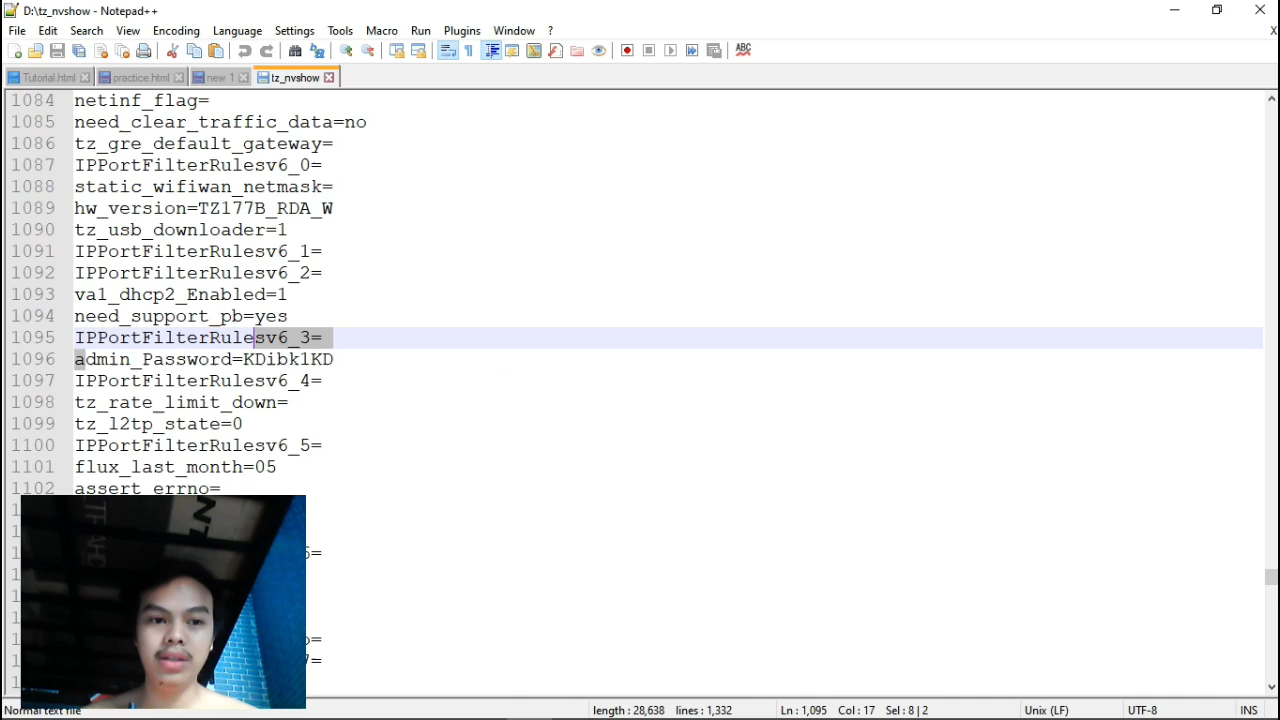 D:\tz_nvshow - Notepad++
File Edit Search View Encoding Language Settings Tools Macro Run Plugins Window ? X
Tutorial.html practice.html new 1 tz_nvshow
1084 netinf_flag=
1085 need_clear_traffic_data=no
1086 tz_gre_default_gateway=
1087 IPPortFilterRulesv6_0=
1088 static_wifiwan_netmask=
1089 hw_version=TZ177B_RDA_W
1090 tz_usb_downloader=1
1091 IPPortFilterRulesv6_1=
1092 IPPortFilterRulesv6_2=
1093 va1_dhcp2_Enabled=1
1094 need_support_pb=yes
1095 IPPortFilterRulesv6_3=
1096 admin_Password=KDibk1KD
1097 IPPortFilterRulesv6_4=
1098 tz_rate_limit_down=
1099 tz_l2tp_state=0
1100 IPPortFilterRulesv6_5=
1101 flux_last_month=05
1102 assert_errno=
Normal text file length : 28,638 lines : 1,332 Ln : 1,095 Col : 17 Sel : 8 | 2 Unix (LF) UTF-8 INS